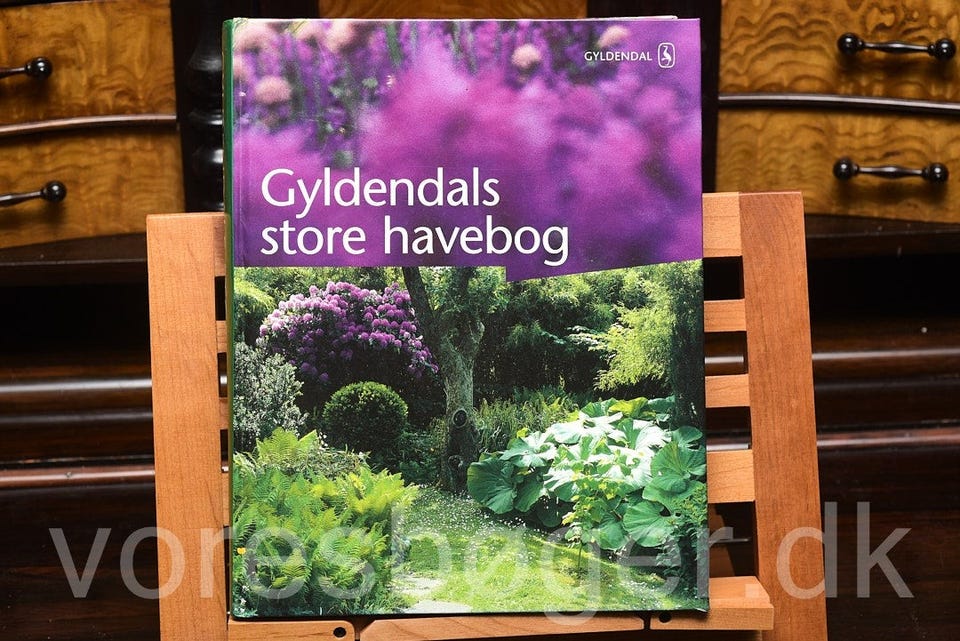 GYLDENDAL
Gyldendals
store havebog
voresbøger.dk